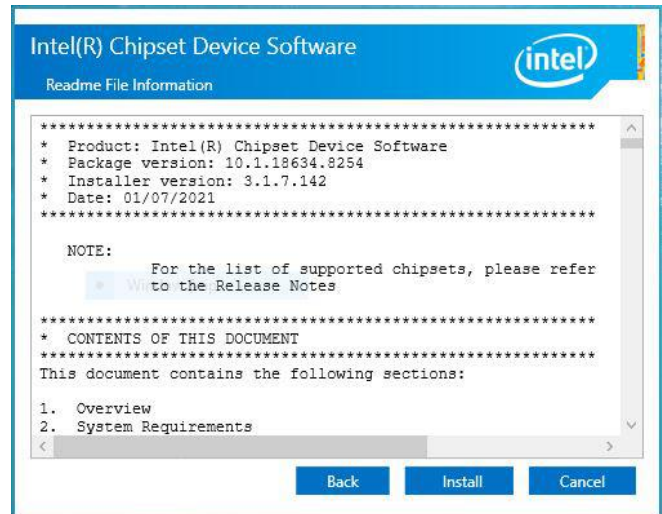 Intel(R) Chipset Device Software
intel
Readme File Information
************************************************************
*  Product: Intel(R) Chipset Device Software
*  Package version: 10.1.18634.8254
*  Installer version: 3.1.7.142
*  Date: 01/07/2021
************************************************************
NOTE:
For the list of supported chipsets, please refer
to the Release Notes
************************************************************
*  CONTENTS OF THIS DOCUMENT
************************************************************
This document contains the following sections:
1.  Overview
2.  System Requirements
Back Install Cancel